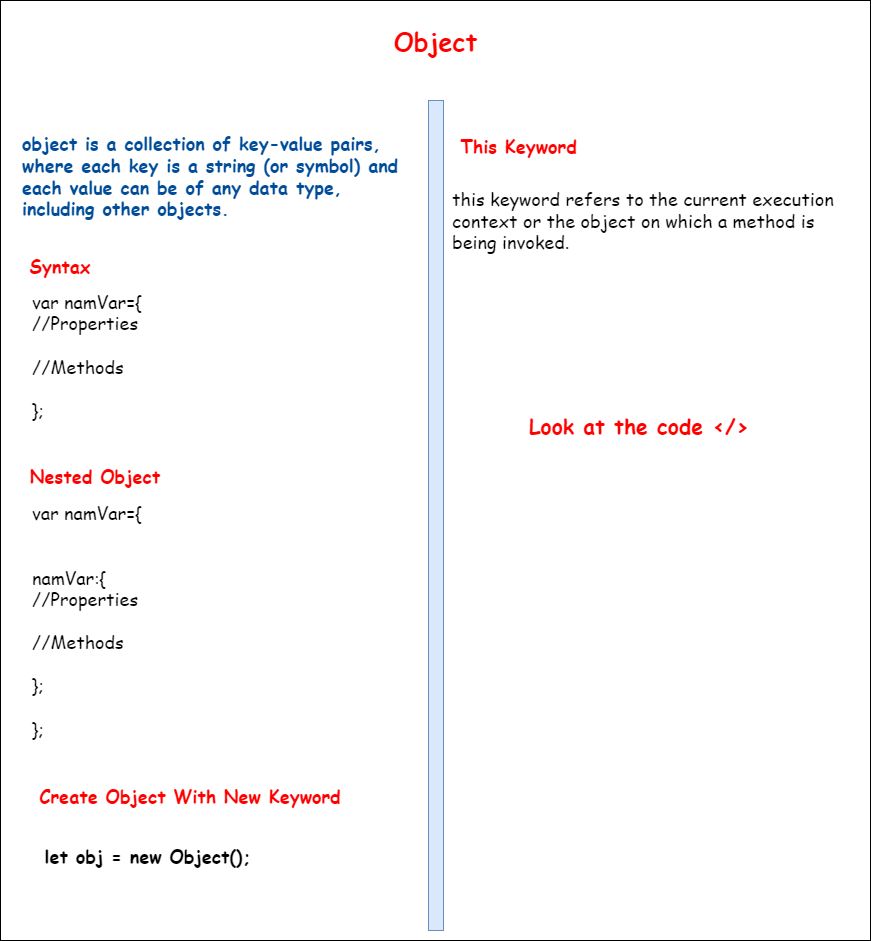 Object
object is a collection of key-value pairs,
where each key is a string (or symbol) and
each value can be of any data type,
including other objects.
Syntax
var namVar={
//Properties
//Methods
};
Nested Object
var namVar={
namVar:{
//Properties
//Methods
};
};
Create Object With New Keyword
let obj = new Object();
This Keyword
this keyword refers to the current execution
context or the object on which a method is
being invoked.
Look at the code </>